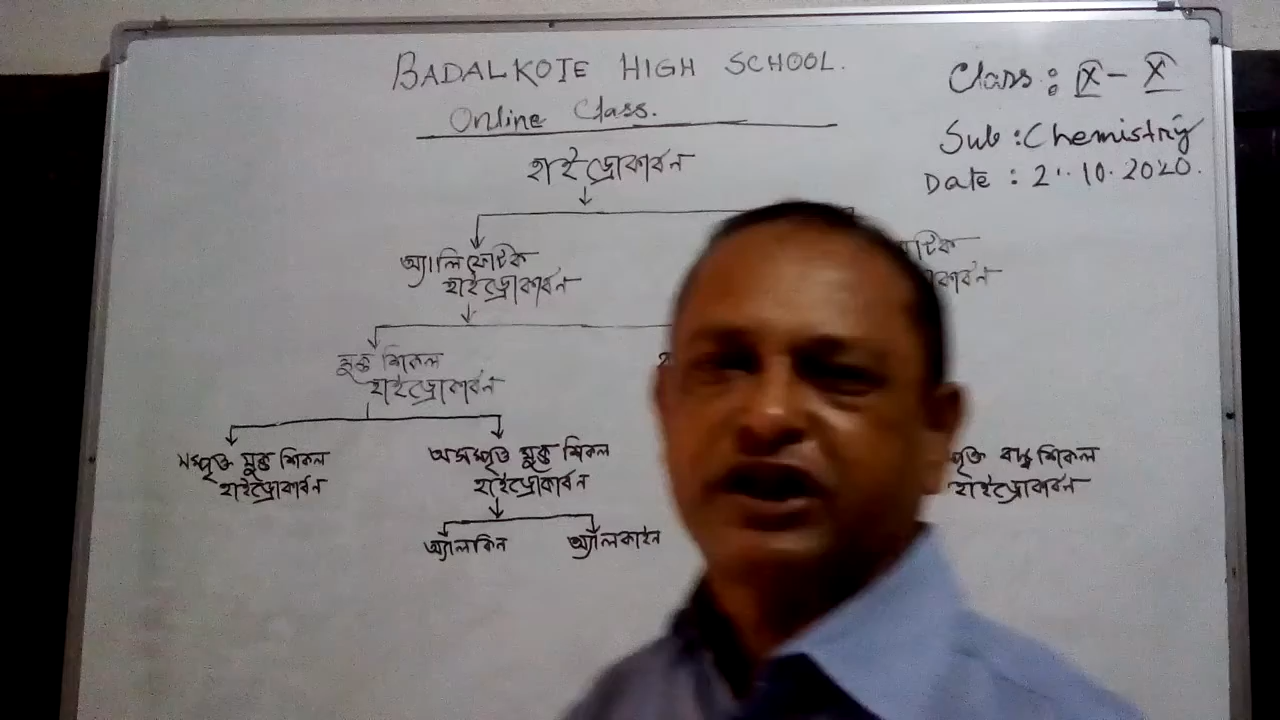 BADALKOTE HIGH SCHOOL.
Online Class.
Class : IX - X
Sub : Chemistry
Date : 2 .10.2020.
হাইড্রোকার্বন
অ্যালিফেটিক
হাইড্রোকার্বন
টিক
কার্বন
মুক্ত শিকল
হাইড্রোকার্বন
সম্পৃক্ত মুক্ত শিকল
হাইড্রোকার্বন
অসম্পৃক্ত মুক্ত শিকল
হাইড্রোকার্বন
পৃক্ত বদ্ধ শিকল
হাইড্রোকার্বন
অ্যালকিন
অ্যালকাইন